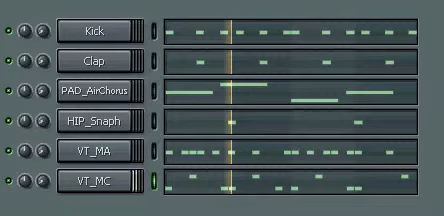 Kick
Clap
PAD_AirChorus
HIP_Snaph
VT_MA
VT_MC